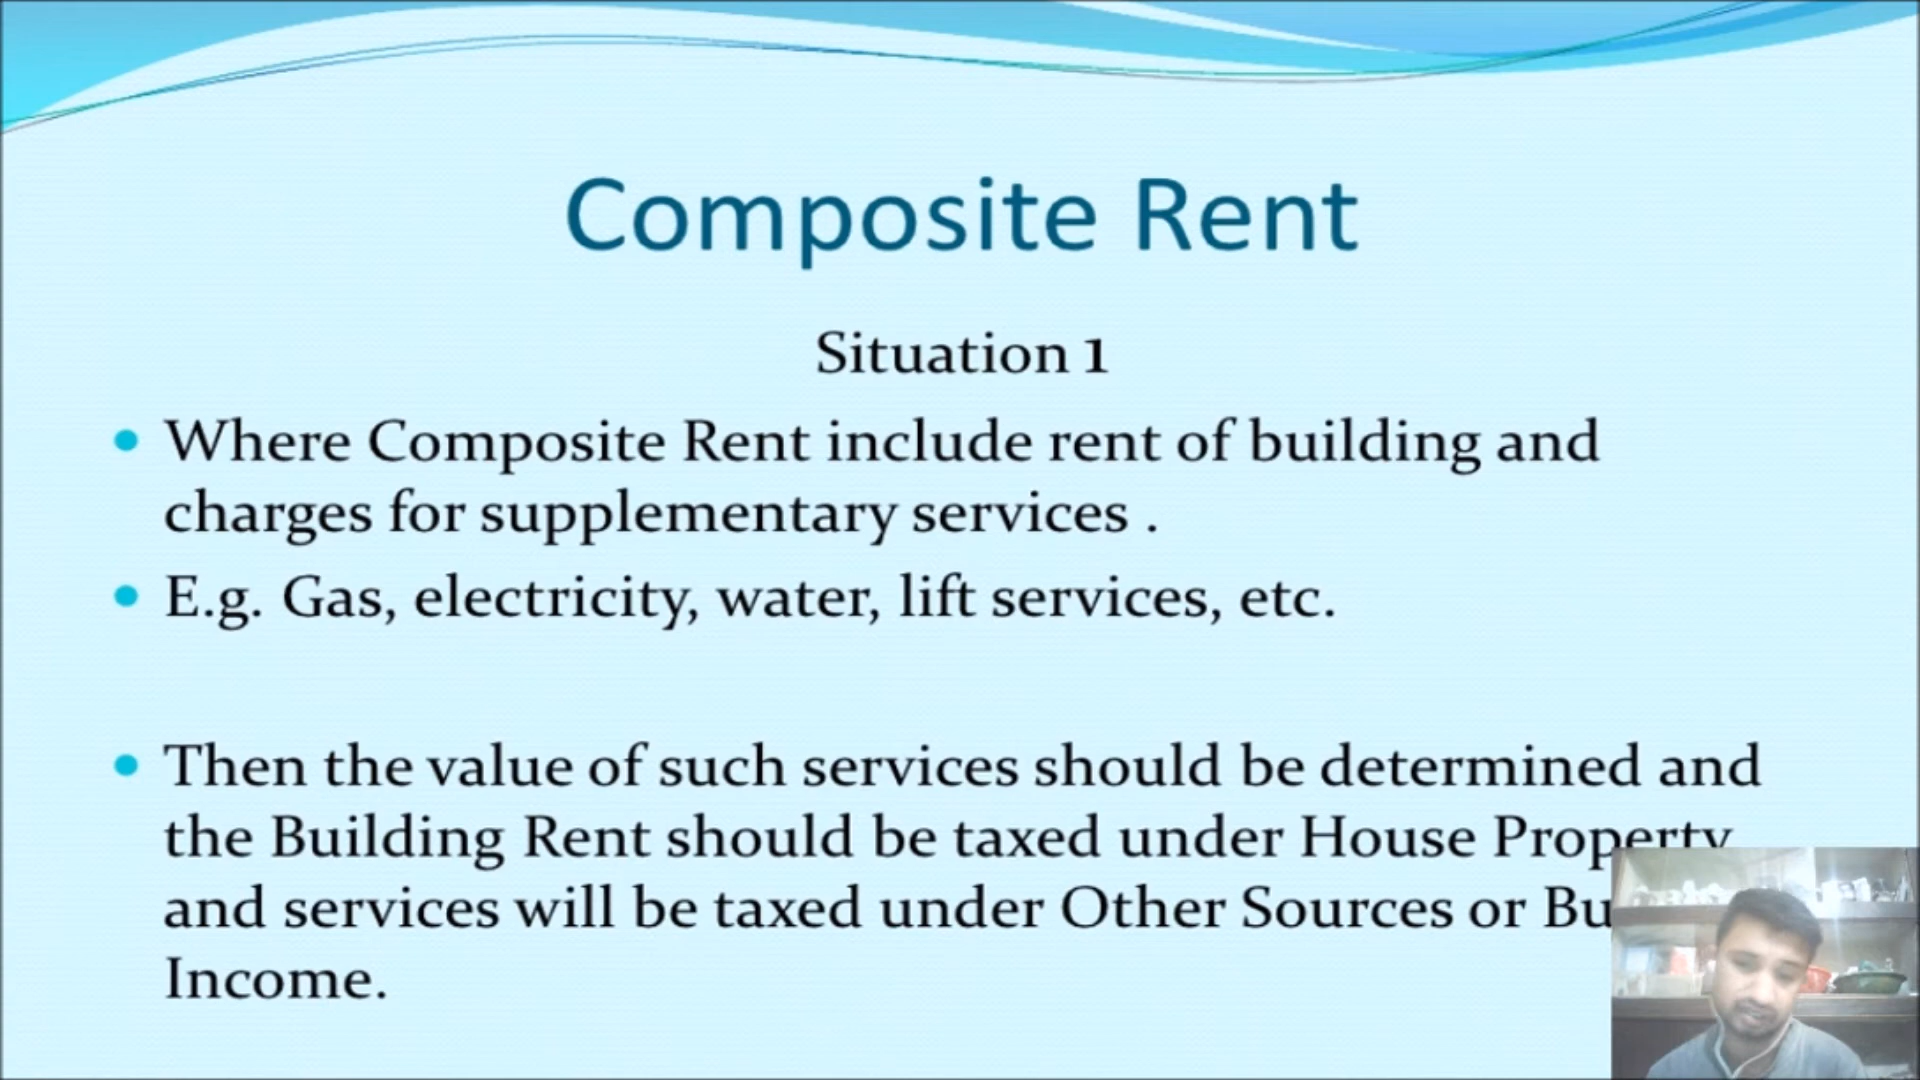 Composite Rent
Situation 1
Where Composite Rent include rent of building and
charges for supplementary services .
E.g. Gas, electricity, water, lift services, etc.
Then the value of such services should be determined and
the Building Rent should be taxed under House Property
and services will be taxed under Other Sources or
Income.